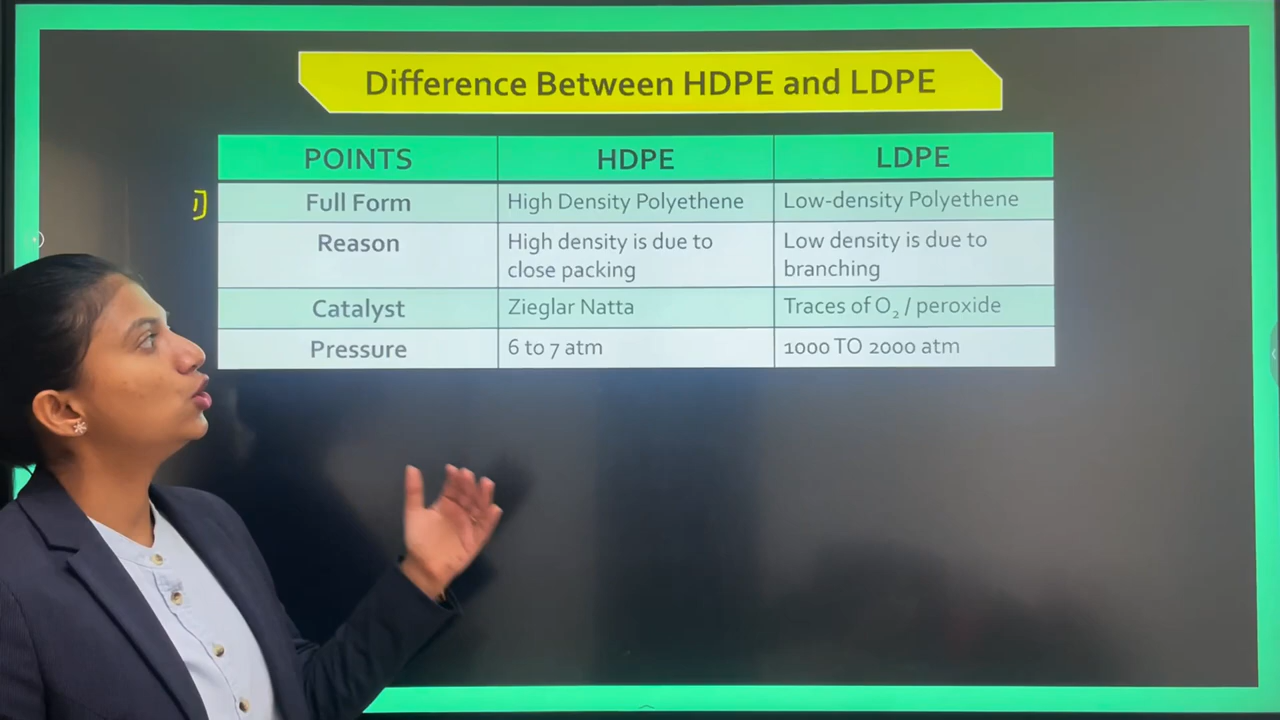 Difference Between HDPE and LDPE
POINTS HDPE LDPE
1)
Full Form High Density Polyethene Low-density Polyethene
Reason High density is due to close packing Low density is due to branching
Catalyst Zieglar Natta Traces of O₂ / peroxide
Pressure 6 to 7 atm 1000 TO 2000 atm